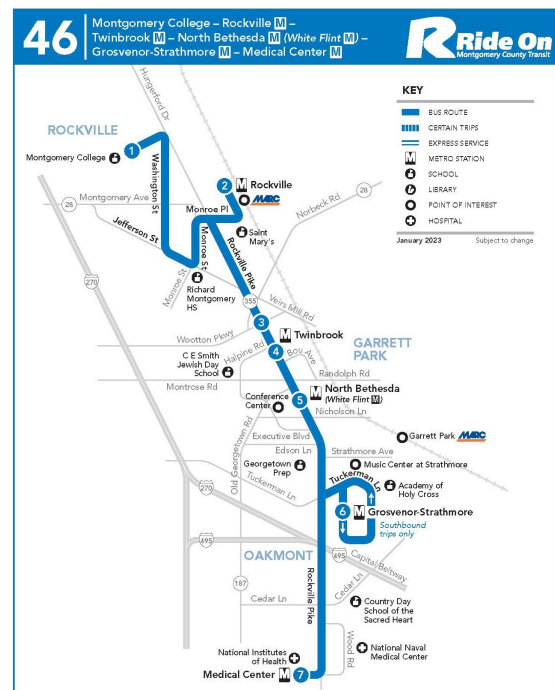 46
Montgomery College – Rockville M –
Twinbrook M – North Bethesda M (White Flint M) –
Grosvenor-Strathmore M – Medical Center M
Ride On
Montgomery County Transit
KEY
BUS ROUTE
CERTAIN TRIPS
EXPRESS SERVICE
M METRO STATION
SCHOOL
LIBRARY
POINT OF INTEREST
H HOSPITAL
January 2023 Subject to change
Hungerford Dr
ROCKVILLE
1
Montgomery College
Washington St
2 M Rockville
MARC
28
Montgomery Ave
Monroe Pl
Norbeck Rd
28
Jefferson St
Monroe St
Saint
Mary's
Rockville Pike
Monroe St
Richard
Montgomery
HS
270
355
Veirs Mill Rd
3
Wootton Pkwy
M Twinbrook
4
Halpine Rd
Bou Ave
GARRETT
PARK
C E Smith
Jewish Day
School
Randolph Rd
Montrose Rd
M North Bethesda
(White Flint M)
Conference
Center
5
Nicholson Ln
Old Georgetown Rd
Executive Blvd
Garrett Park MARC
Edson Ln
Strathmore Ave
Georgetown
Prep
Music Center at Strathmore
Tuckerman Ln
Tuckerman Ln
Academy of
Holy Cross
270
6 M Grosvenor-Strathmore
Southbound
trips only
495
OAKMONT
495
Capital Beltway
187
Cedar Ln
Cedar Ln
Rockville Pike
Country Day
School of the
Sacred Heart
Wood Rd
National Institutes
of Health
National Naval
Medical Center
Medical Center M 7